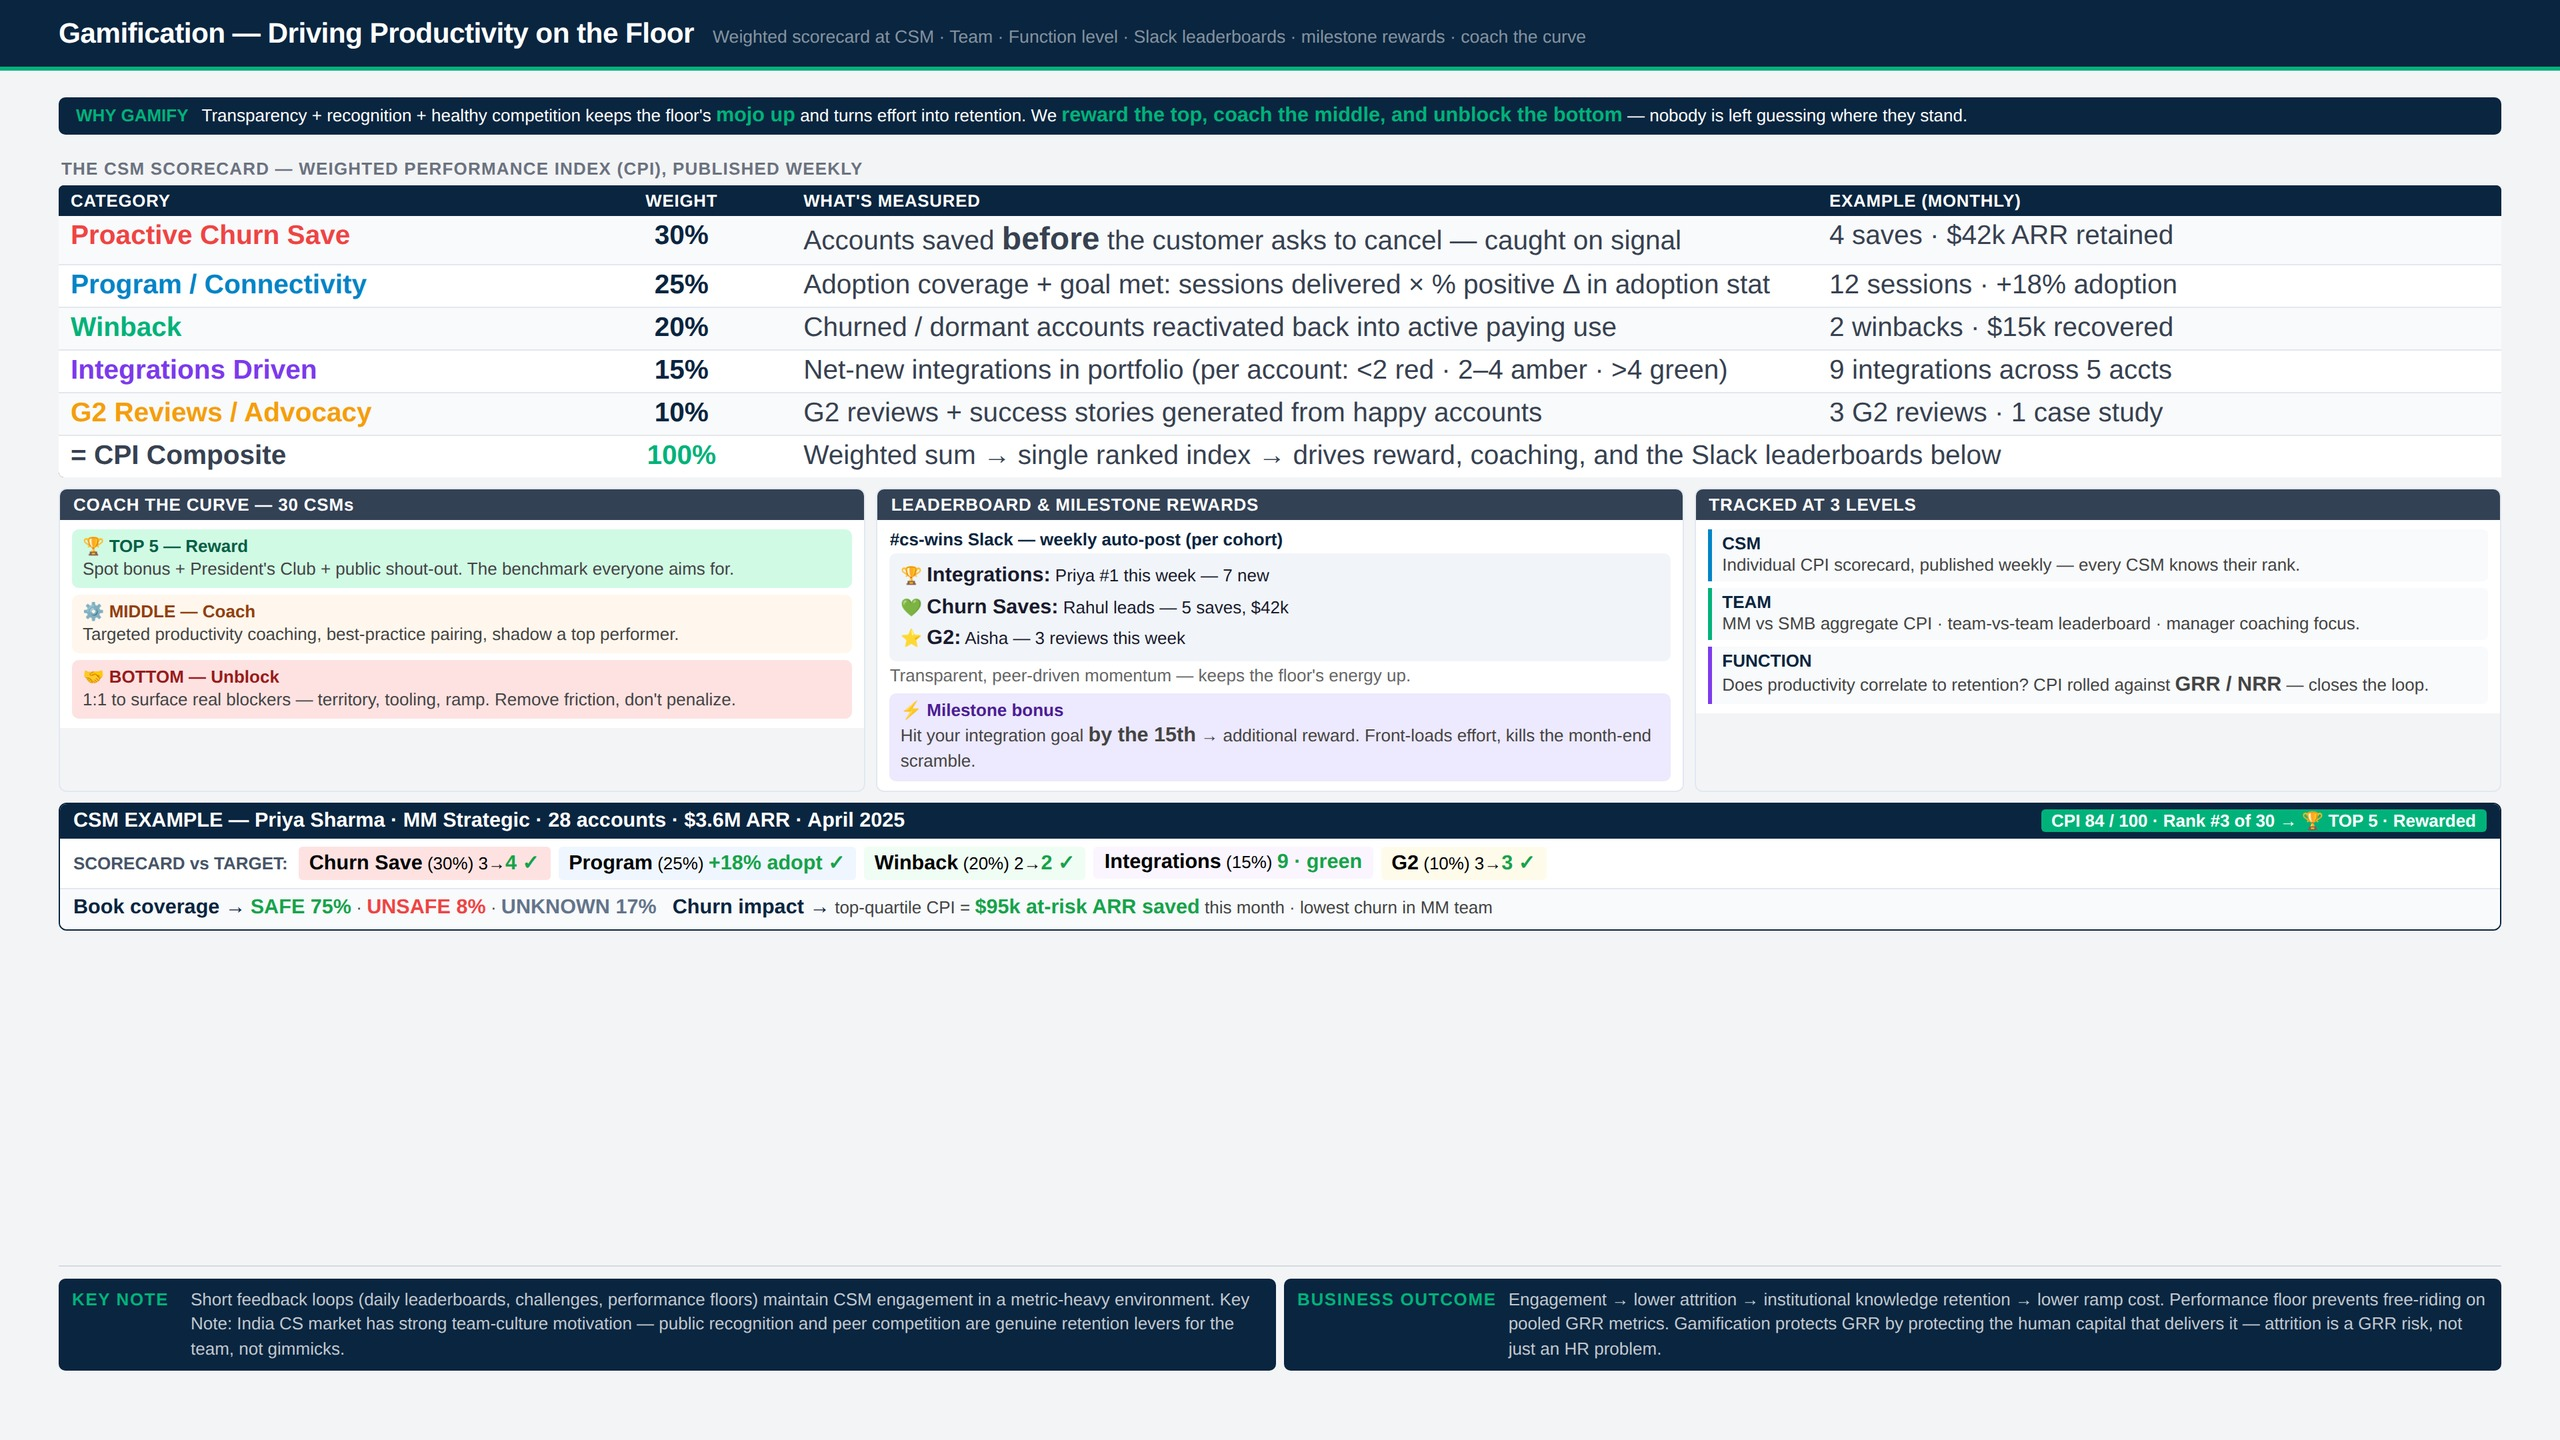 Gamification — Driving Productivity on the Floor Weighted scorecard at CSM · Team · Function level · Slack leaderboards · milestone rewards · coach the curve
WHY GAMIFY Transparency + recognition + healthy competition keeps the floor's mojo up and turns effort into retention. We reward the top, coach the middle, and unblock the bottom — nobody is left guessing where they stand.
THE CSM SCORECARD — WEIGHTED PERFORMANCE INDEX (CPI), PUBLISHED WEEKLY
CATEGORY WEIGHT WHAT'S MEASURED EXAMPLE (MONTHLY)
Proactive Churn Save 30% Accounts saved before the customer asks to cancel — caught on signal 4 saves · $42k ARR retained
Program / Connectivity 25% Adoption coverage + goal met: sessions delivered × % positive Δ in adoption stat 12 sessions · +18% adoption
Winback 20% Churned / dormant accounts reactivated back into active paying use 2 winbacks · $15k recovered
Integrations Driven 15% Net-new integrations in portfolio (per account: <2 red · 2–4 amber · >4 green) 9 integrations across 5 accts
G2 Reviews / Advocacy 10% G2 reviews + success stories generated from happy accounts 3 G2 reviews · 1 case study
= CPI Composite 100% Weighted sum → single ranked index → drives reward, coaching, and the Slack leaderboards below
COACH THE CURVE — 30 CSMs
🏆 TOP 5 — Reward
Spot bonus + President's Club + public shout-out. The benchmark everyone aims for.
⚙️ MIDDLE — Coach
Targeted productivity coaching, best-practice pairing, shadow a top performer.
🤝 BOTTOM — Unblock
1:1 to surface real blockers — territory, tooling, ramp. Remove friction, don't penalize.
LEADERBOARD & MILESTONE REWARDS
#cs-wins Slack — weekly auto-post (per cohort)
🏆 Integrations: Priya #1 this week — 7 new
💚 Churn Saves: Rahul leads — 5 saves, $42k
⭐ G2: Aisha — 3 reviews this week
Transparent, peer-driven momentum — keeps the floor's energy up.
⚡ Milestone bonus
Hit your integration goal by the 15th → additional reward. Front-loads effort, kills the month-end
scramble.
TRACKED AT 3 LEVELS
CSM
Individual CPI scorecard, published weekly — every CSM knows their rank.
TEAM
MM vs SMB aggregate CPI · team-vs-team leaderboard · manager coaching focus.
FUNCTION
Does productivity correlate to retention? CPI rolled against GRR / NRR — closes the loop.
CSM EXAMPLE — Priya Sharma · MM Strategic · 28 accounts · $3.6M ARR · April 2025 CPI 84 / 100 · Rank #3 of 30 → 🏆 TOP 5 · Rewarded
SCORECARD vs TARGET: Churn Save (30%) 3→4 ✓ Program (25%) +18% adopt ✓ Winback (20%) 2→2 ✓ Integrations (15%) 9 · green G2 (10%) 3→3 ✓
Book coverage → SAFE 75% · UNSAFE 8% · UNKNOWN 17% Churn impact → top-quartile CPI = $95k at-risk ARR saved this month · lowest churn in MM team
KEY NOTE Short feedback loops (daily leaderboards, challenges, performance floors) maintain CSM engagement in a metric-heavy environment. Key
Note: India CS market has strong team-culture motivation — public recognition and peer competition are genuine retention levers for the
team, not gimmicks.
BUSINESS OUTCOME Engagement → lower attrition → institutional knowledge retention → lower ramp cost. Performance floor prevents free-riding on
pooled GRR metrics. Gamification protects GRR by protecting the human capital that delivers it — attrition is a GRR risk, not
just an HR problem.